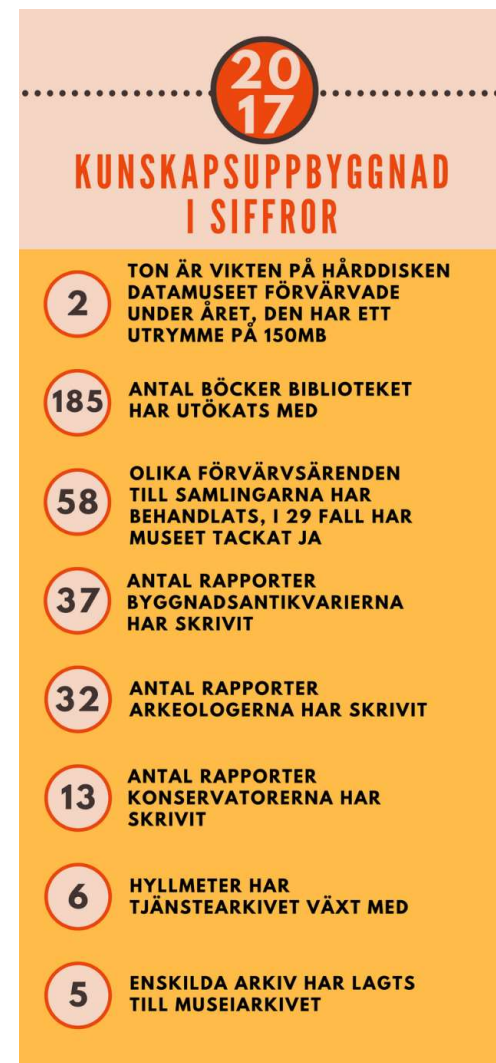 20
17
KUNSKAPSUPPBYGGNAD
I SIFFROR
2
TON ÄR VIKTEN PÅ HÅRDDISKEN
DATAMUSEET FÖRVÄRVADE
UNDER ÅRET, DEN HAR ETT
UTRYMME PÅ 150MB
185
ANTAL BÖCKER BIBLIOTEKET
HAR UTÖKATS MED
58
OLIKA FÖRVÄRVSÄRENDEN
TILL SAMLINGARNA HAR
BEHANDLATS, I 29 FALL HAR
MUSEET TACKAT JA
37
ANTAL RAPPORTER
BYGGNADSANTIKVARIERNA
HAR SKRIVIT
32
ANTAL RAPPORTER
ARKEOLOGERNA HAR SKRIVIT
13
ANTAL RAPPORTER
KONSERVATORERNA HAR
SKRIVIT
6
HYLLMETER HAR
TJÄNSTEARKIVET VÄXT MED
5
ENSKILDA ARKIV HAR LAGTS
TILL MUSEIARKIVET